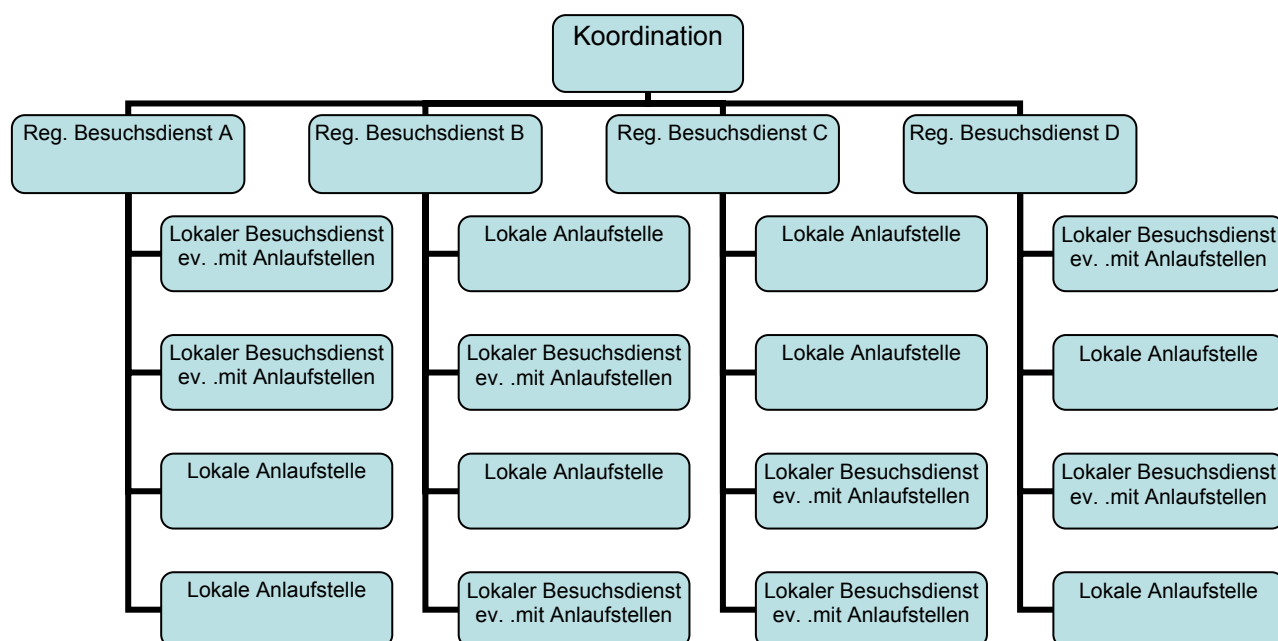 Koordination
Reg. Besuchsdienst A
Reg. Besuchsdienst B
Reg. Besuchsdienst C
Reg. Besuchsdienst D
Lokaler Besuchsdienst
ev. .mit Anlaufstellen
Lokale Anlaufstelle
Lokale Anlaufstelle
Lokaler Besuchsdienst
ev. .mit Anlaufstellen
Lokaler Besuchsdienst
ev. .mit Anlaufstellen
Lokaler Besuchsdienst
ev. .mit Anlaufstellen
Lokale Anlaufstelle
Lokale Anlaufstelle
Lokale Anlaufstelle
Lokale Anlaufstelle
Lokaler Besuchsdienst
ev. .mit Anlaufstellen
Lokaler Besuchsdienst
ev. .mit Anlaufstellen
Lokale Anlaufstelle
Lokaler Besuchsdienst
ev. .mit Anlaufstellen
Lokaler Besuchsdienst
ev. .mit Anlaufstellen
Lokale Anlaufstelle